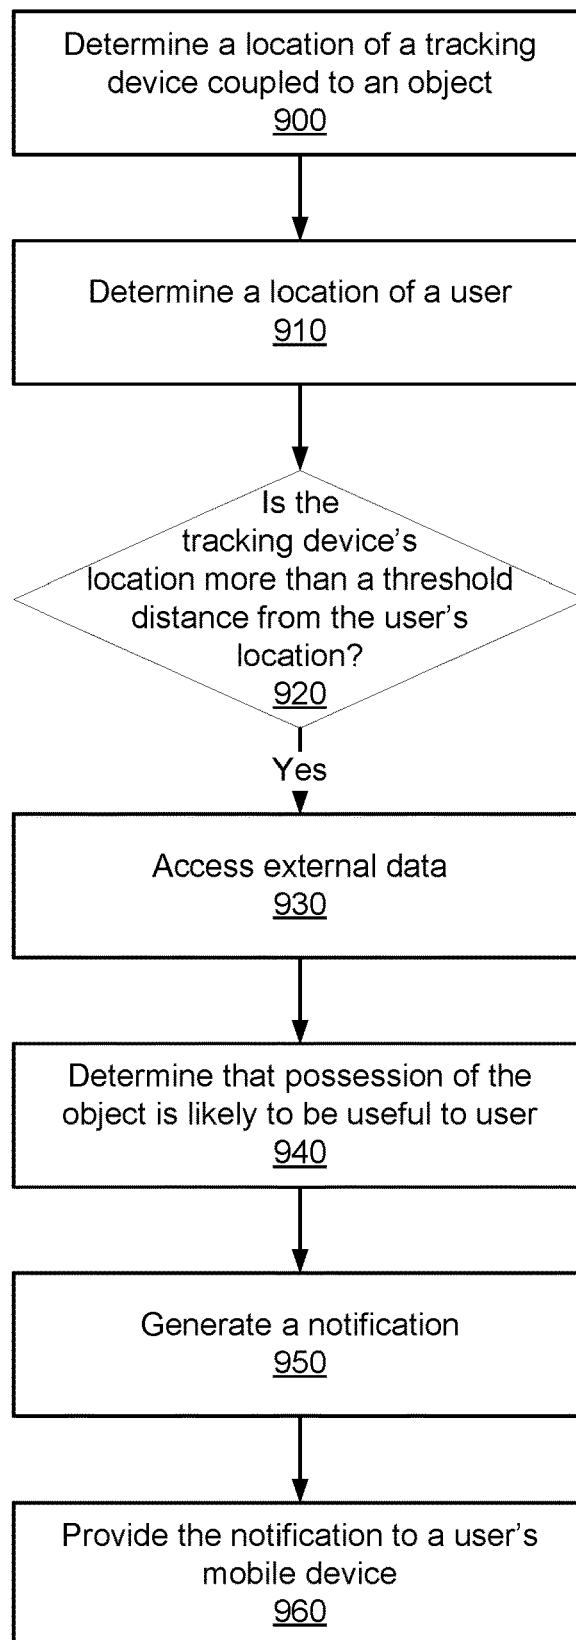 Determine a location of a tracking
device coupled to an object
900
Determine a location of a user
910
Is the
tracking device's
location more than a threshold
distance from the user's
location?
920
Yes
Access external data
930
Determine that possession of the
object is likely to be useful to user
940
Generate a notification
950
Provide the notification to a user's
mobile device
960